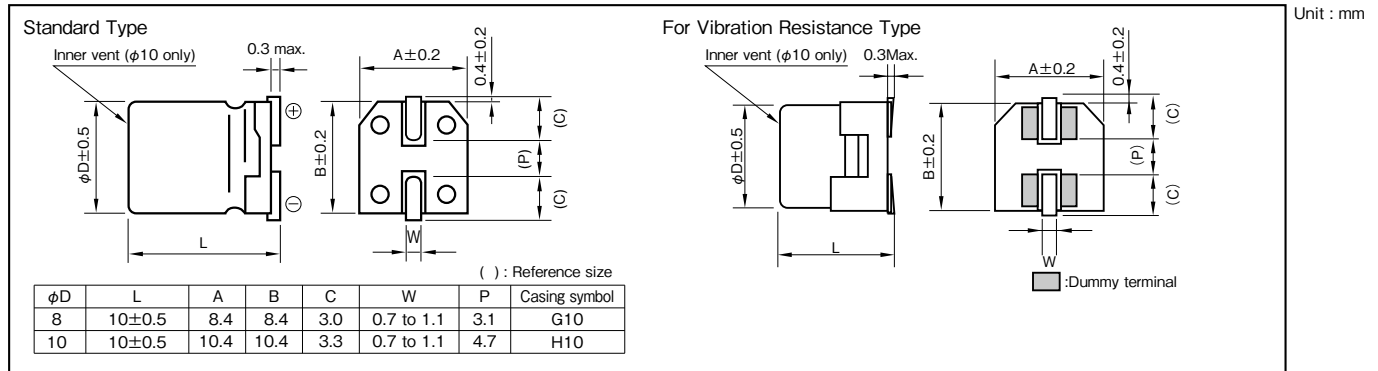 Unit : mm
Standard Type
Inner vent (φ10 only)
0.3 max.
A±0.2
0.4±0.2
φD±0.5
B±0.2
⊕
⊖
(C)
(P)
(C)
L
W
( ) : Reference size
φD L A B C W P Casing symbol
8 10±0.5 8.4 8.4 3.0 0.7 to 1.1 3.1 G10
10 10±0.5 10.4 10.4 3.3 0.7 to 1.1 4.7 H10
For Vibration Resistance Type
Inner vent (φ10 only)
0.3Max.
A±0.2
0.4±0.2
φD±0.5
B±0.2
(C)
(P)
(C)
L
W
:Dummy terminal